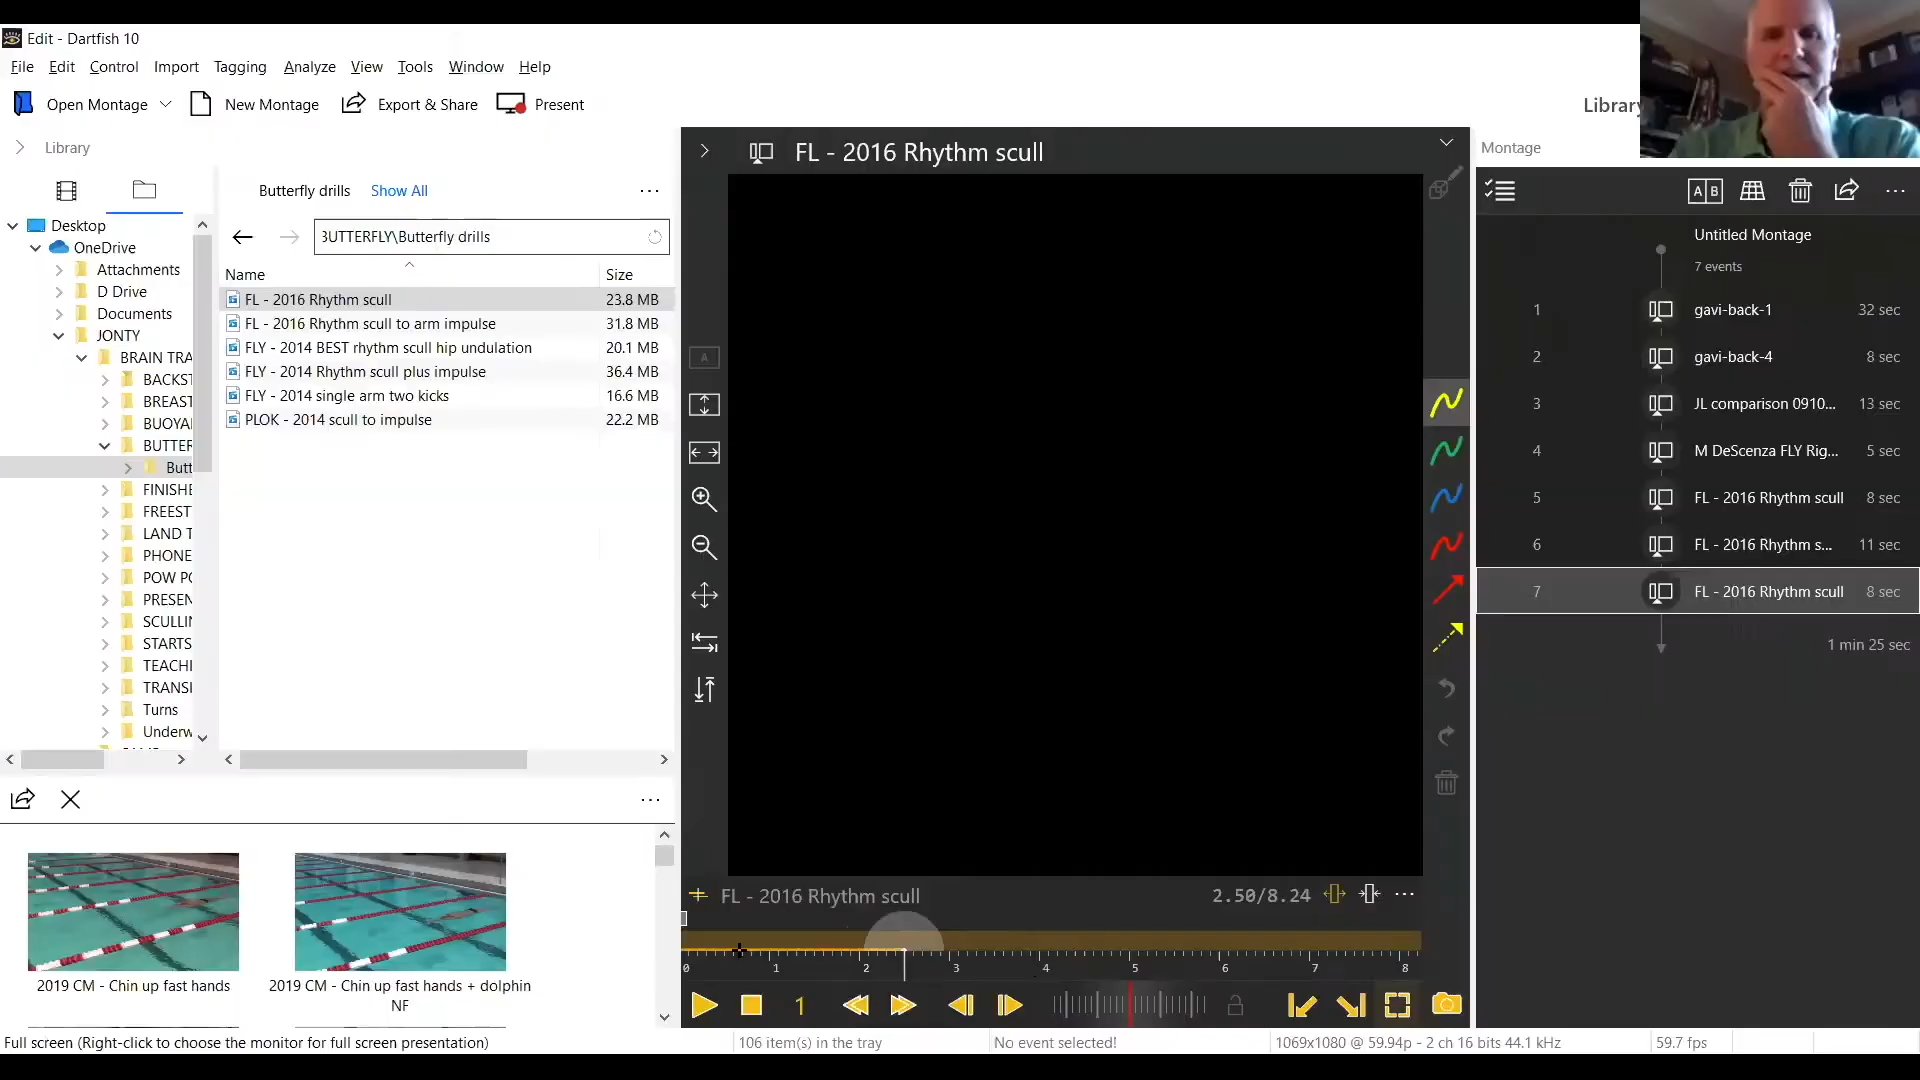 Edit - Dartfish 10
File Edit Control Import Tagging Analyze View Tools Window Help
Open Montage New Montage Export & Share Present
Library
Library
Butterfly drills Show All
BUTTERFLY\Butterfly drills
Name Size
FL - 2016 Rhythm scull 23.8 MB
FL - 2016 Rhythm scull to arm impulse 31.8 MB
FLY - 2014 BEST rhythm scull hip undulation 20.1 MB
FLY - 2014 Rhythm scull plus impulse 36.4 MB
FLY - 2014 single arm two kicks 16.6 MB
PLOK - 2014 scull to impulse 22.2 MB
Desktop
OneDrive
Attachments
D Drive
Documents
JONTY
BRAIN TRA
BACKST
BREAST
BUOYA
BUTTER
Butt
FINISHE
FREEST
LAND T
PHONE
POW PO
PRESEN
SCULLIN
STARTS
TEACHI
TRANSI
Turns
Underw
2019 CM - Chin up fast hands
2019 CM - Chin up fast hands + dolphin
NF
FL - 2016 Rhythm scull
A
FL - 2016 Rhythm scull 2.50/8.24
0 1 2 3 4 5 6 7 8
1
Montage
A B
Untitled Montage
7 events
1 gavi-back-1 32 sec
2 gavi-back-4 8 sec
3 JL comparison 0910... 13 sec
4 M DeScenza FLY Rig... 5 sec
5 FL - 2016 Rhythm scull 8 sec
6 FL - 2016 Rhythm s... 11 sec
7 FL - 2016 Rhythm scull 8 sec
1 min 25 sec
Full screen (Right-click to choose the monitor for full screen presentation) 106 item(s) in the tray No event selected! 1069x1080 @ 59.94p - 2 ch 16 bits 44.1 kHz 59.7 fps